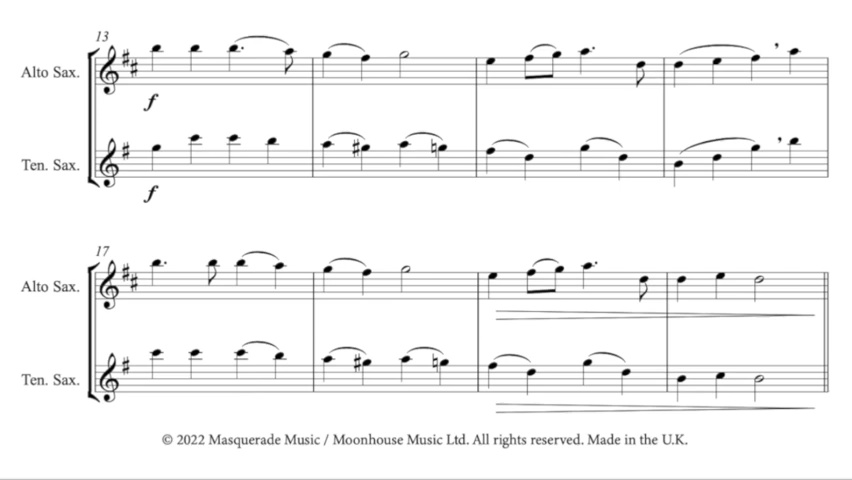 13
Alto Sax.
f
Ten. Sax.
f
17
Alto Sax.
Ten. Sax.
© 2022 Masquerade Music / Moonhouse Music Ltd. All rights reserved. Made in the U.K.